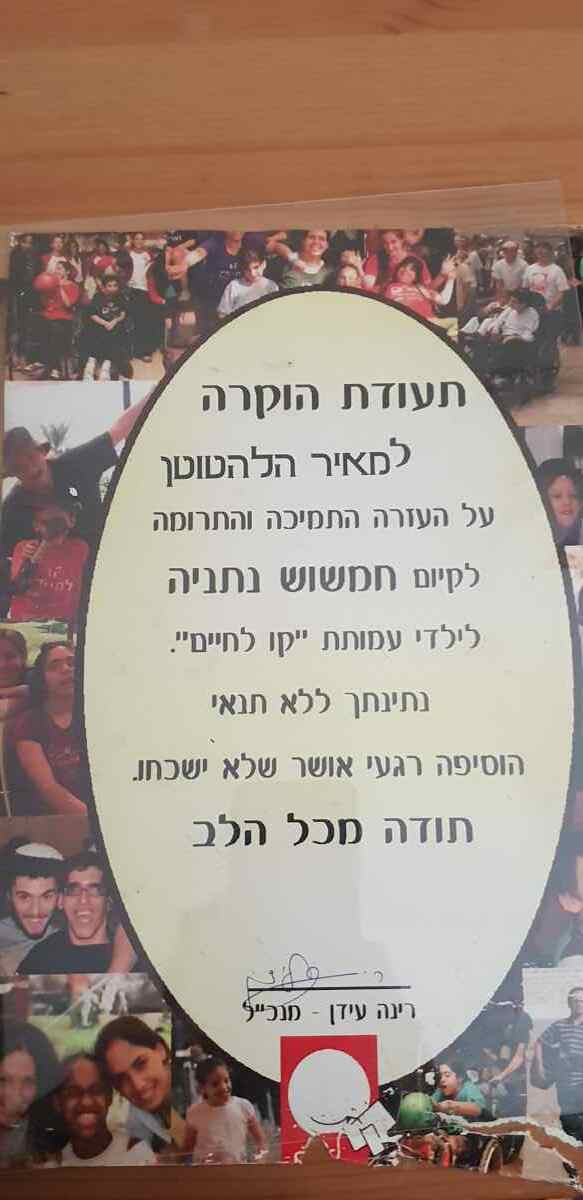 תעודת הוקרה
למאיר הלהטוטן
על העזרה התמיכה והתרומה
לקיום חמשוש נתניה
לילדי עמותת "קו לחיים".
נתינתך ללא תנאי
הוסיפה רגעי אושר שלא ישכחו.
תודה מכל הלב
רינה עידן - מנכ"ל